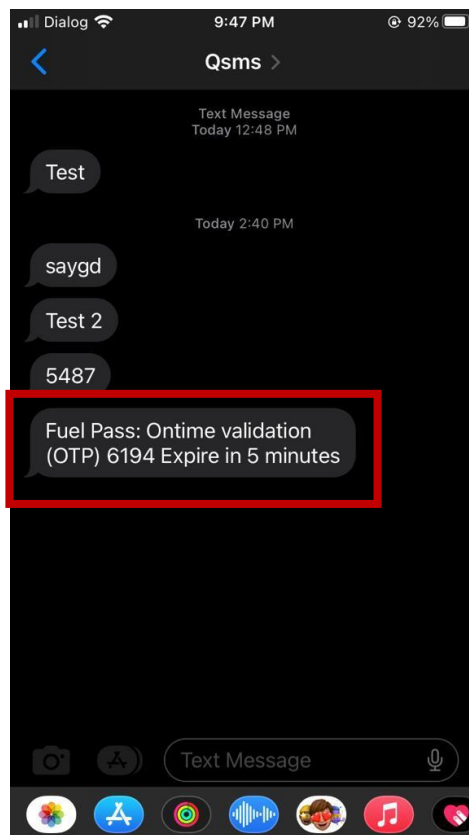 Dialog 9:47 PM 92%
Qsms
Text Message
Today 12:48 PM
Test
Today 2:40 PM
saygd
Test 2
5487
Fuel Pass: Ontime validation
(OTP) 6194 Expire in 5 minutes
Text Message